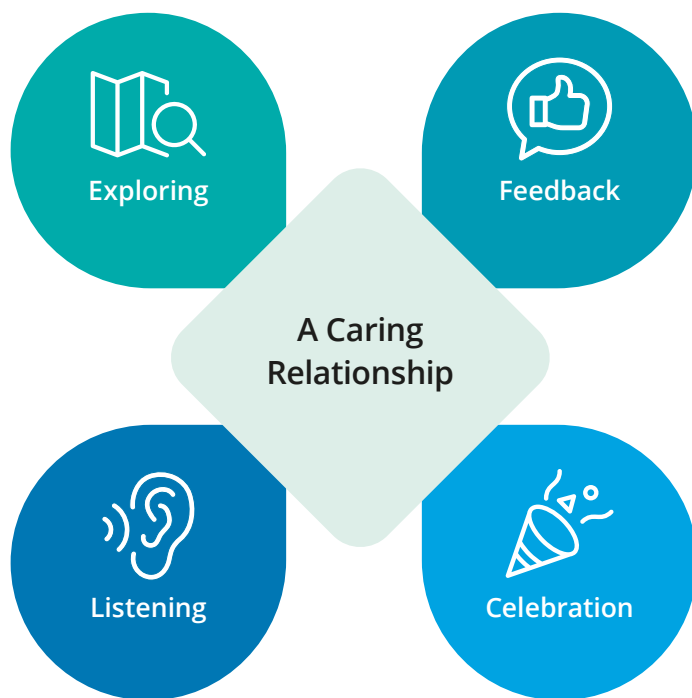 Exploring
Feedback
A Caring
Relationship
Listening
Celebration